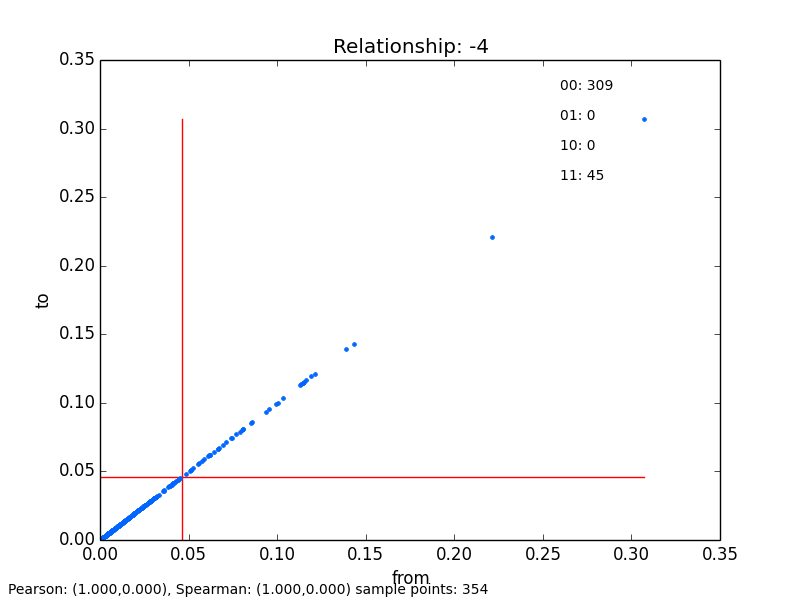 Relationship: -4
0.35
0.30
0.25
0.20
0.15
0.10
0.05
0.00
to
00: 309
01: 0
10: 0
11: 45
0.00 0.05 0.10 0.15 0.20 0.25 0.30 0.35
from
Pearson: (1.000,0.000), Spearman: (1.000,0.000) sample points: 354